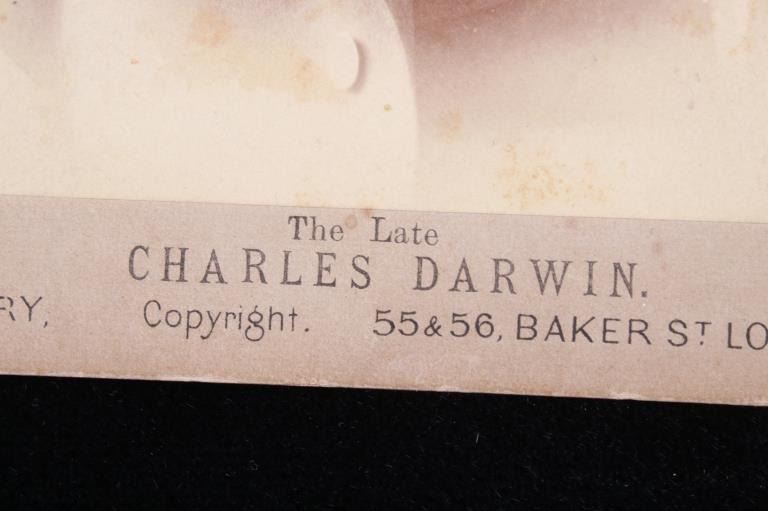 The Late
CHARLES DARWIN.
RY, Copyright. 55 & 56, BAKER ST LO